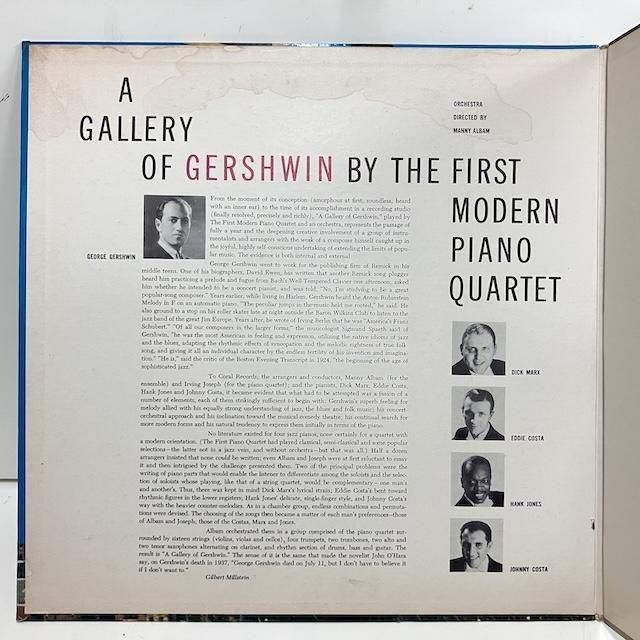 A
GALLERY
OF GERSHWIN BY THE FIRST
MODERN
PIANO
QUARTET
ORCHESTRA
DIRECTED BY
MANNY ALBAM
GEORGE GERSHWIN
From the moment of its conception (amorphous at first, soundless, heard
with an inner ear) to the time of its accomplishment in a recording studio
(finally resolved, precisely and richly), "A Gallery of Gershwin," played by
The First Modern Piano Quartet and an orchestra, represents the passage of
fully a year and the deepening creative involvement of a group of instru-
mentalists and arrangers with the work of a composer himself caught up in
the joyful, highly self-conscious undertaking of extending the limits of popu-
lar music. The evidence is both internal and external.
George Gershwin went to work for the publishing firm of Remick in his
middle teens. One of his biographers, David Ewen, has written that another Remick song plugger
heard him practicing a prelude and fugue from Bach's Well Tempered Clavier one afternoon, asked
him whether he intended to be a concert pianist, and was told, "No, I'm studying to be a great
popular-song composer." Years earlier, while living in Harlem, Gershwin heard the Anton Rubinstein
Melody in F on an automatic piano. "The peculiar jumps in the music held me rooted," he said. He
also ground to a stop on his roller skates late at night outside the Baron Wilkins Club to listen to the
jazz band of the great Jim Europe. Years after, he wrote of Irving Berlin that he was "America's Franz
Schubert." "Of all our composers in the larger forms," the musicologist Sigmund Spaeth said of
Gershwin, "he was the most American in feeling and expression, utilizing the native idioms of jazz
and the blues, adapting the rhythmic effects of syncopation and the melodic rightness of true folk
song, and giving it all an individual character by the endless fertility of his invention and imagina-
tion." "He is," said the critic of the Boston Evening Transcript in 1924, "the beginning of the age of
sophisticated jazz."
To Coral Records; the arrangers and conductors, Manny Albam (for the
ensemble) and Irving Joseph (for the piano quartet); and the pianists, Dick Marx, Eddie Costa,
Hank Jones and Johnny Costa, it became evident that what had to be attempted was a fusion of a
number of elements, each of them strikingly sufficient to begin with: Gershwin's superb feeling for
melody allied with his equally strong understanding of jazz, the blues and folk music; his concert-
orchestral approach and his inclination toward the musical-comedy theatre; his continual search for
more modern forms and his natural tendency to express them initially in terms of the piano.
No literature existed for four jazz pianos; none certainly for a quartet with
a modern orientation. (The First Piano Quartet had played classical, semi-classical and some popular
selections—the latter not in a jazz vein, and without orchestra—but that was all.) Half a dozen
arrangers insisted that none could be written; even Albam and Joseph were at first reluctant to essay
it and then intrigued by the challenge presented them. Two of the principal problems were the
writing of piano parts that would enable the listener to differentiate among the soloists and the selec-
tion of soloists whose playing, like that of a string quartet, would be complementary—one man's
and another's. Thus, there was kept in mind Dick Marx's lyrical strain; Eddie Costa's bent toward
rhythmic figures in the lower registers; Hank Jones' delicate, single-finger style, and Johnny Costa's
way with the heavier counter-melodies. As in a chamber group, endless combinations and permuta-
tions were devised. The choosing of the songs then became a matter of each man's preferences—those
of Albam and Joseph; those of the Costas, Marx and Jones.
Albam orchestrated them in a group comprised of the piano quartet sur-
rounded by sixteen strings (violins, violas and cellos), four trumpets, two trombones, two alto and
two tenor saxophones alternating on clarinet, and rhythm section of drums, bass and guitar. The
result is "A Gallery of Gershwin." The sense of it is the same that made the novelist John O'Hara
say, on Gershwin's death in 1937, "George Gershwin died on July 11, but I don't have to believe it
if I don't want to."
Gilbert Millstein
DICK MARX
EDDIE COSTA
HANK JONES
JOHNNY COSTA